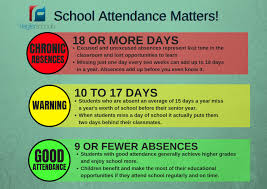 School Attendance Matters!
18 OR MORE DAYS
CHRONIC
ABSENCES
• Excused and unexcused absences represent lost time in the
classroom and lost opportunities to learn
• Missing just one day every two weeks can add up to 18 days
in a year. Absences add up before you even know it.
10 TO 17 DAYS
WARNING
• Students who are absent an average of 15 days a year miss
a year's worth of school before their senior year.
• When students miss a day of school it actually puts them
two days behind their classmates.
9 OR FEWER ABSENCES
GOOD
ATTENDANCE
• Students with good attendance generally achieve higher grades
and enjoy school more.
• Children benefit and make the most of their educational
opportunities if they attend school regularly and on time.